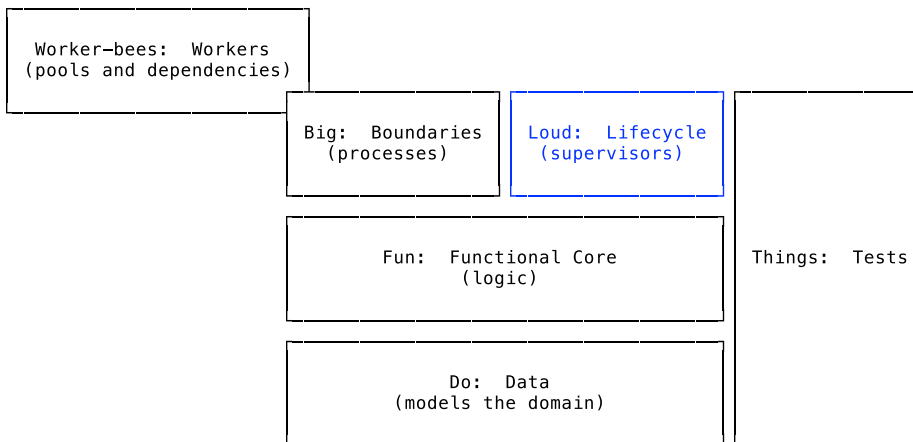 Worker-bees:  Workers
(pools and dependencies)
Big:  Boundaries
(processes)
Loud:  Lifecycle
(supervisors)
Fun:  Functional Core
(logic)
Things:  Tests
Do:  Data
(models the domain)